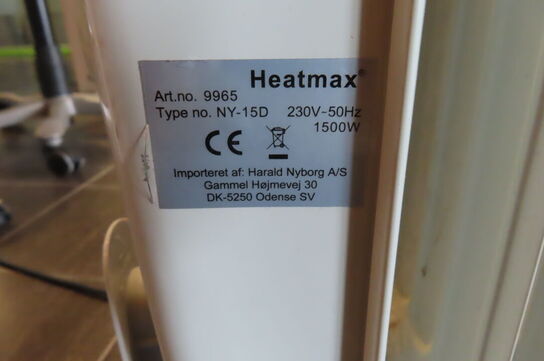 Heatmax®
Art.no. 9965
Type no. NY-15D 230V~50Hz
1500W
CE
Importeret af: Harald Nyborg A/S
Gammel Højmevej 30
DK-5250 Odense SV